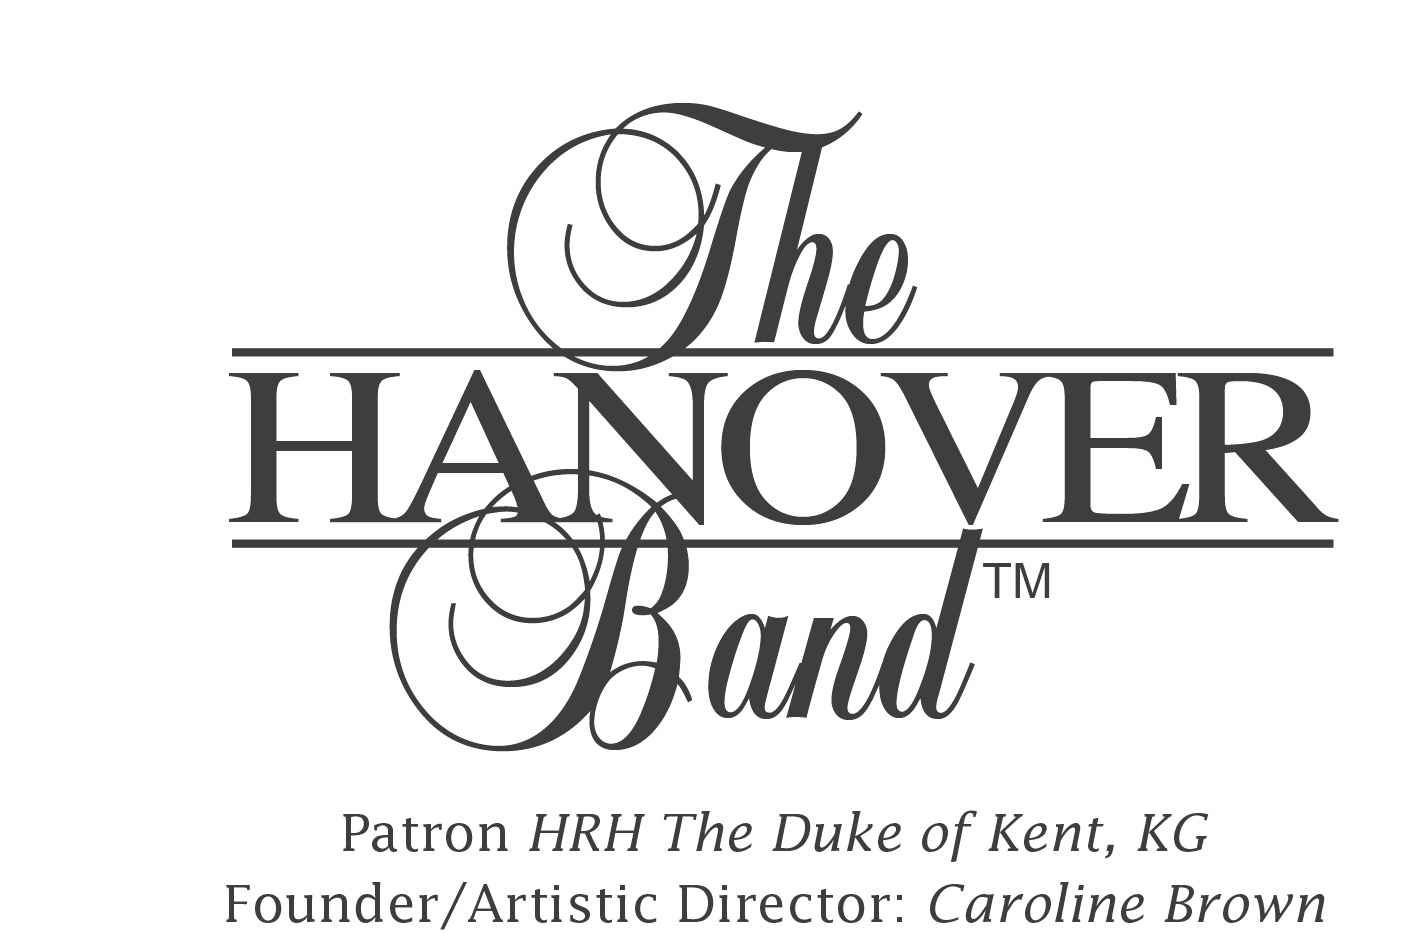 The
HANOVER
Band™
Patron HRH The Duke of Kent, KG
Founder/Artistic Director: Caroline Brown